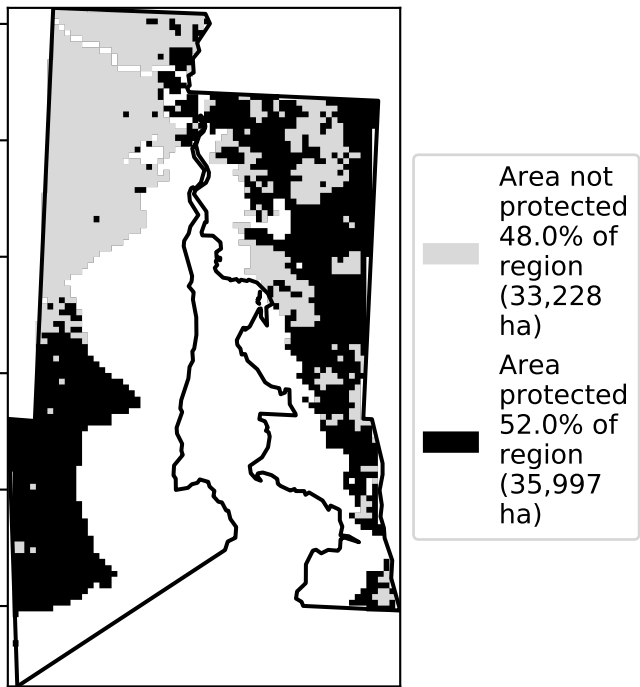 Area not
protected
48.0% of
region
(33,228
ha)
Area
protected
52.0% of
region
(35,997
ha)